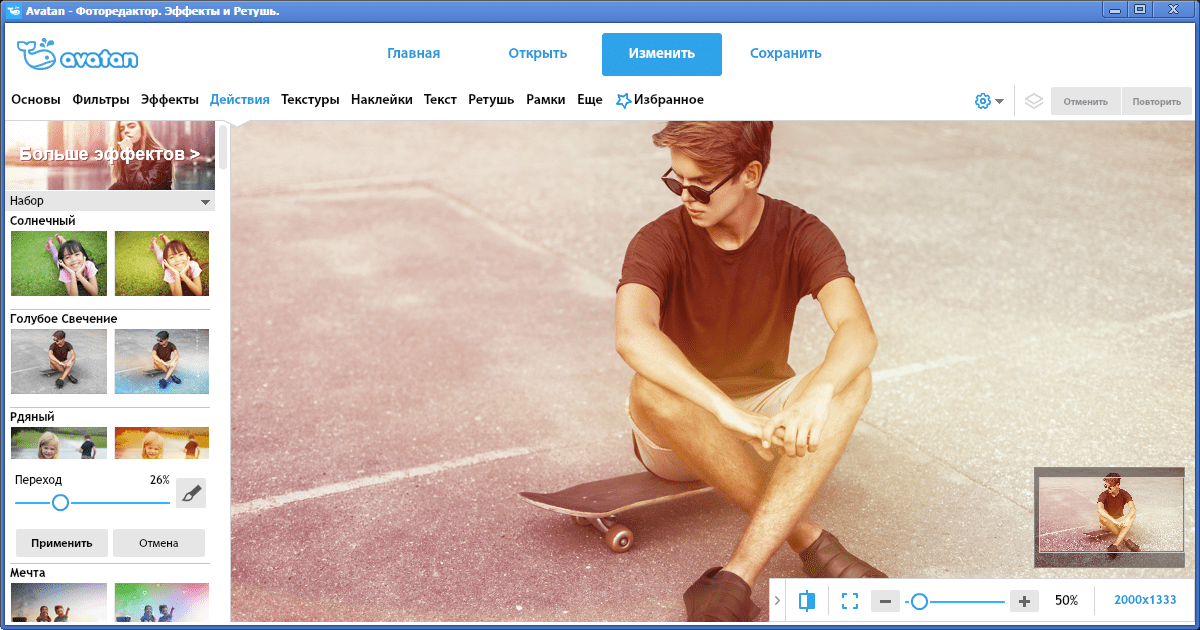 Avatan - Фоторедактор. Эффекты и Ретушь.
avatan
Главная
Открыть
Изменить
Сохранить
Основы Фильтры Эффекты Действия Текстуры Наклейки Текст Ретушь Рамки Еще Избранное
Отменить
Повторить
Больше эффектов >
Набор
Солнечный
Голубое Свечение
Рдяный
Переход 26%
Применить
Отмена
Мечта
50%
2000x1333